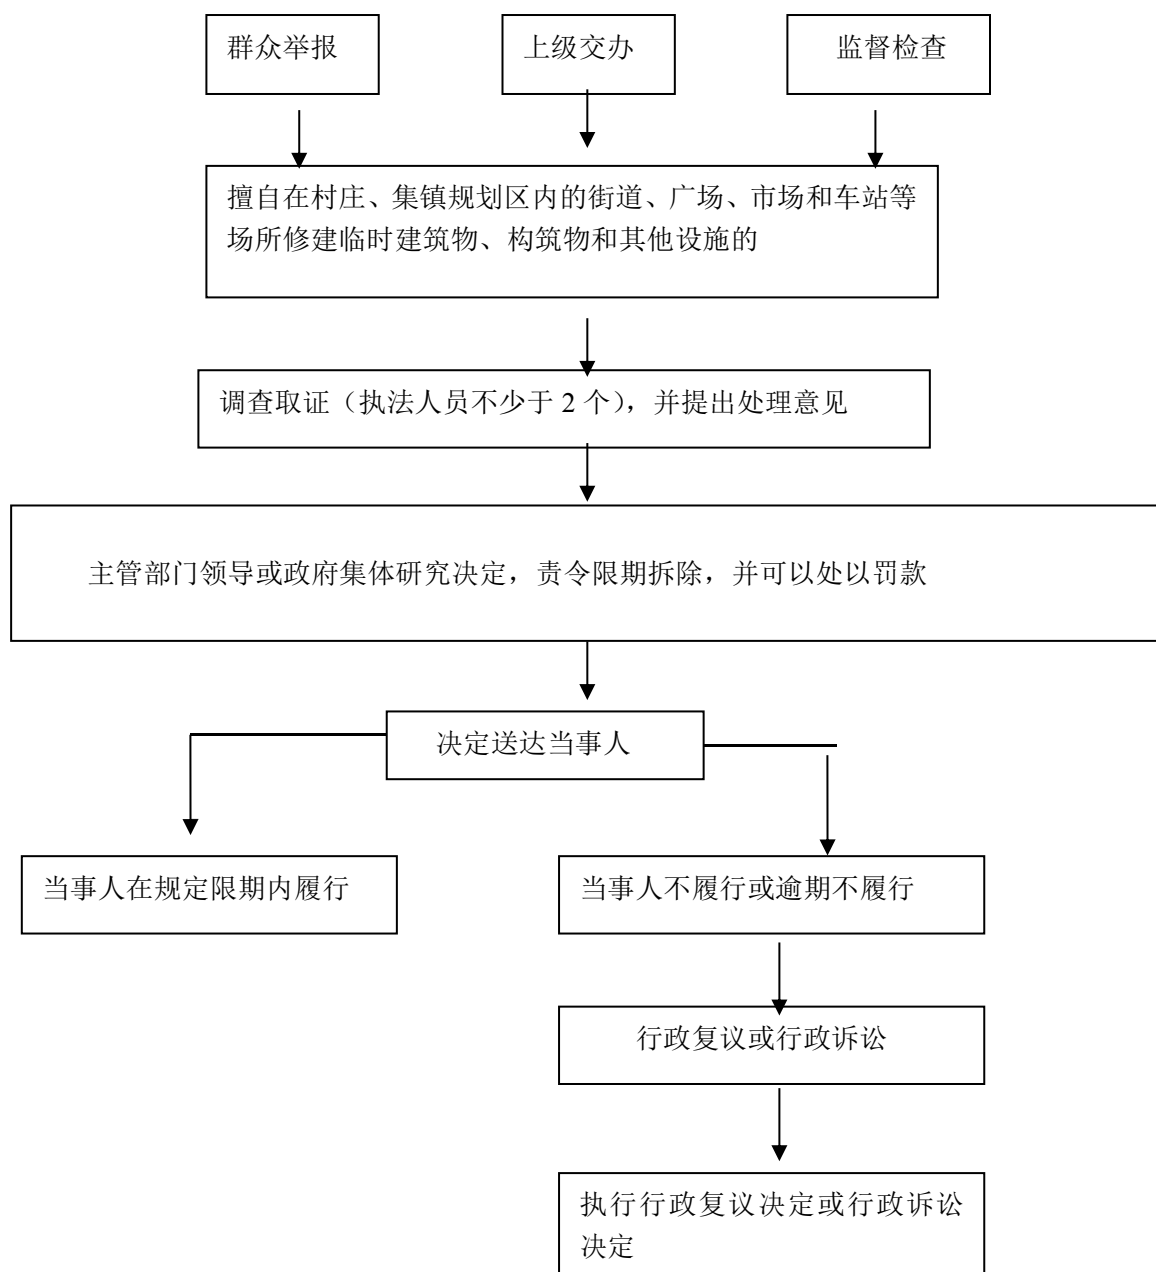 群众举报
上级交办
监督检查
擅自在村庄、集镇规划区内的街道、广场、市场和车站等
场所修建临时建筑物、构筑物和其他设施的
调查取证（执法人员不少于 2 个），并提出处理意见
主管部门领导或政府集体研究决定，责令限期拆除，并可以处以罚款
决定送达当事人
当事人在规定限期内履行
当事人不履行或逾期不履行
行政复议或行政诉讼
执行行政复议决定或行政诉讼
决定